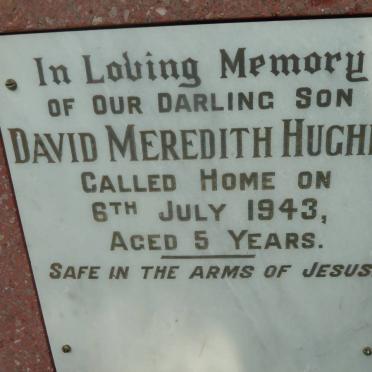 In Loving Memory
OF OUR DARLING SON
DAVID MEREDITH HUGH
CALLED HOME ON
6TH JULY 1943,
AGED 5 YEARS.
SAFE IN THE ARMS OF JESUS